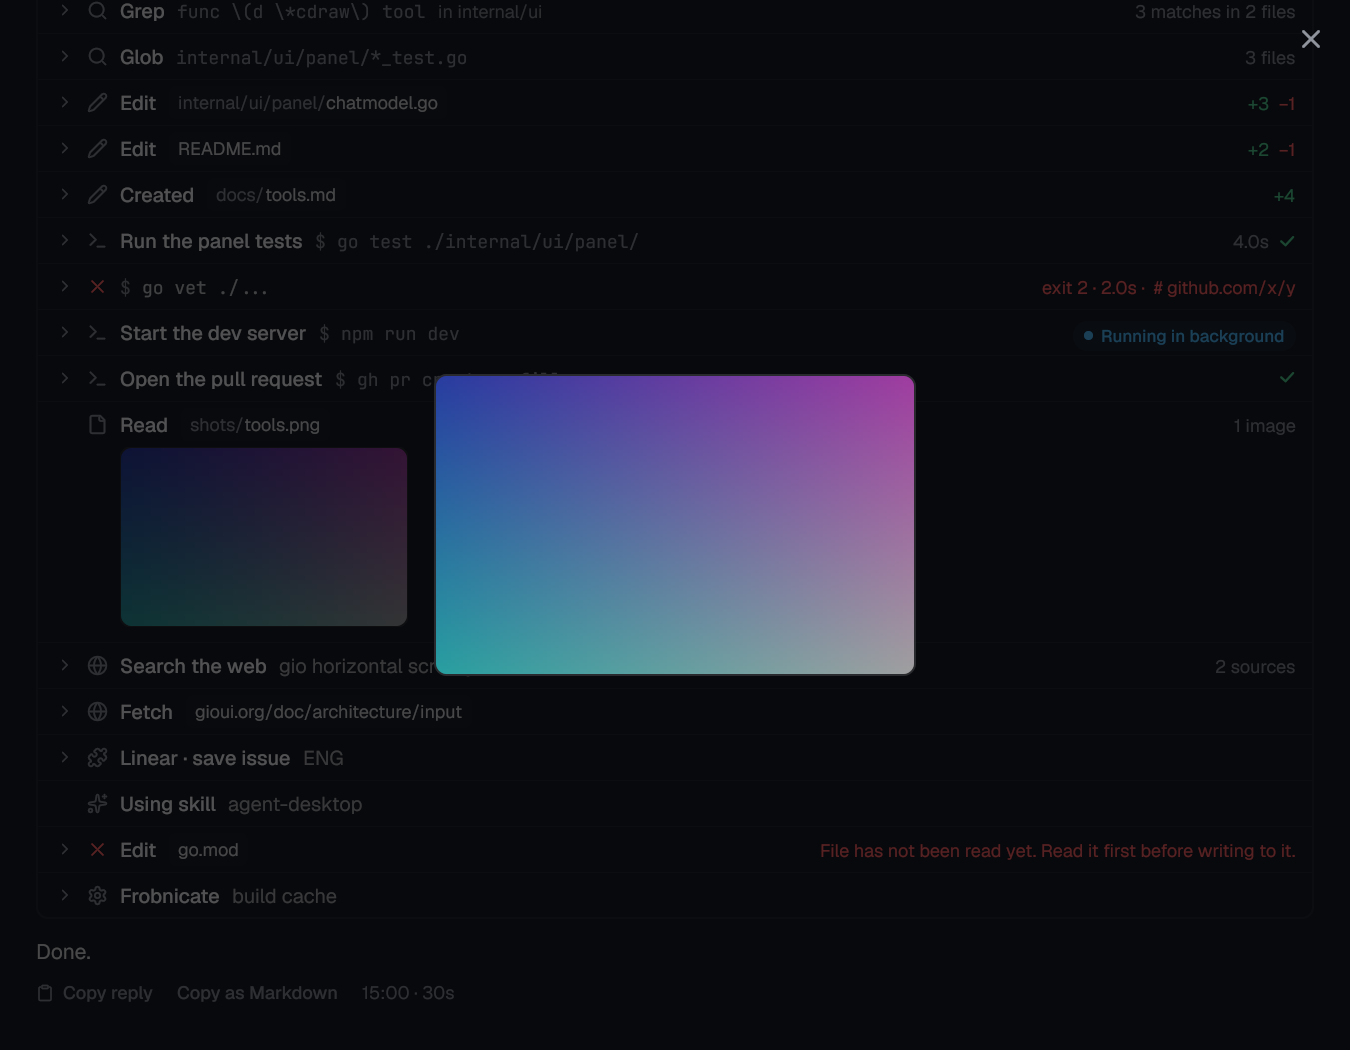 Grep func \(d \*cdraw\) tool in internal/ui 3 matches in 2 files
Glob internal/ui/panel/*_test.go 3 files
Edit internal/ui/panel/chatmodel.go +3 −1
Edit README.md +2 −1
Created docs/tools.md +4
Run the panel tests $ go test ./internal/ui/panel/ 4.0s
$ go vet ./... exit 2 · 2.0s · # github.com/x/y
Start the dev server $ npm run dev Running in background
Open the pull request $ gh pr
Read shots/tools.png 1 image
Search the web gio horizontal 2 sources
Fetch gioui.org/doc/architecture/input
Linear · save issue ENG
Using skill agent-desktop
Edit go.mod File has not been read yet. Read it first before writing to it.
Frobnicate build cache
Done.
Copy reply Copy as Markdown 15:00 · 30s